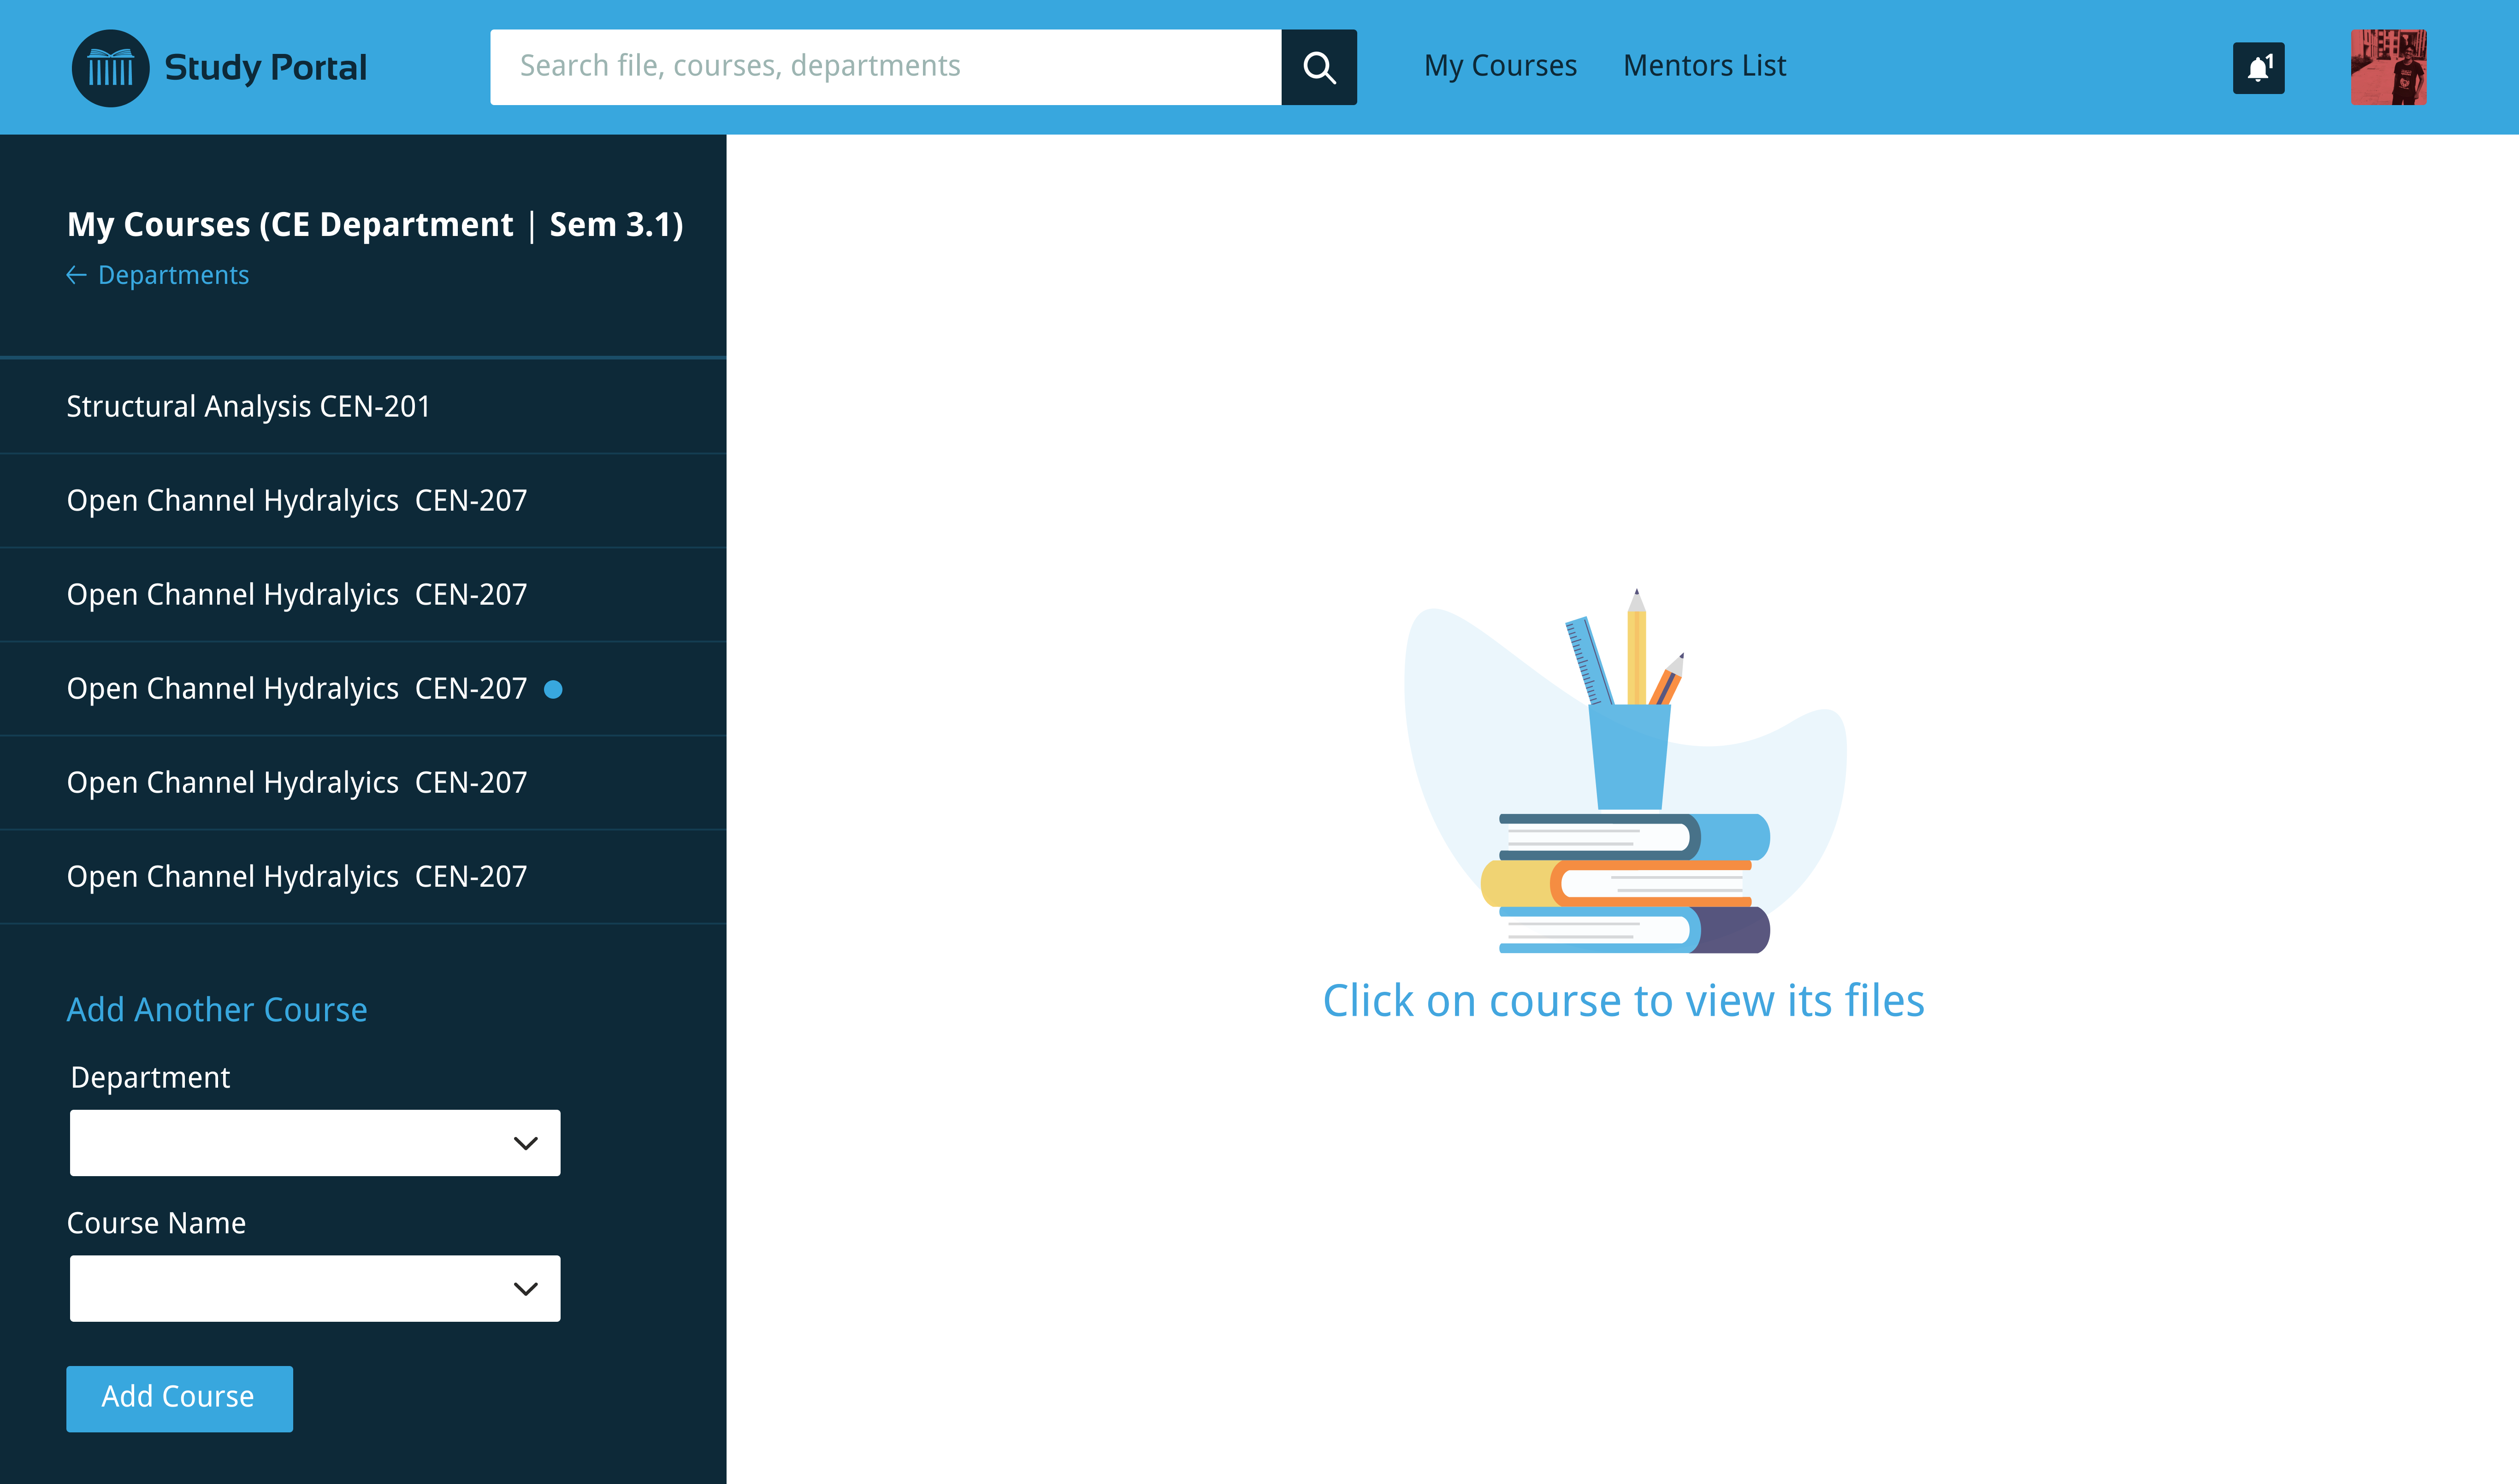 Study Portal
Search file, courses, departments
My Courses
Mentors List
1
My Courses (CE Department | Sem 3.1)
Departments
Structural Analysis CEN-201
Open Channel Hydralyics CEN-207
Open Channel Hydralyics CEN-207
Open Channel Hydralyics CEN-207
Open Channel Hydralyics CEN-207
Open Channel Hydralyics CEN-207
Click on course to view its files
Add Another Course
Department
Course Name
Add Course